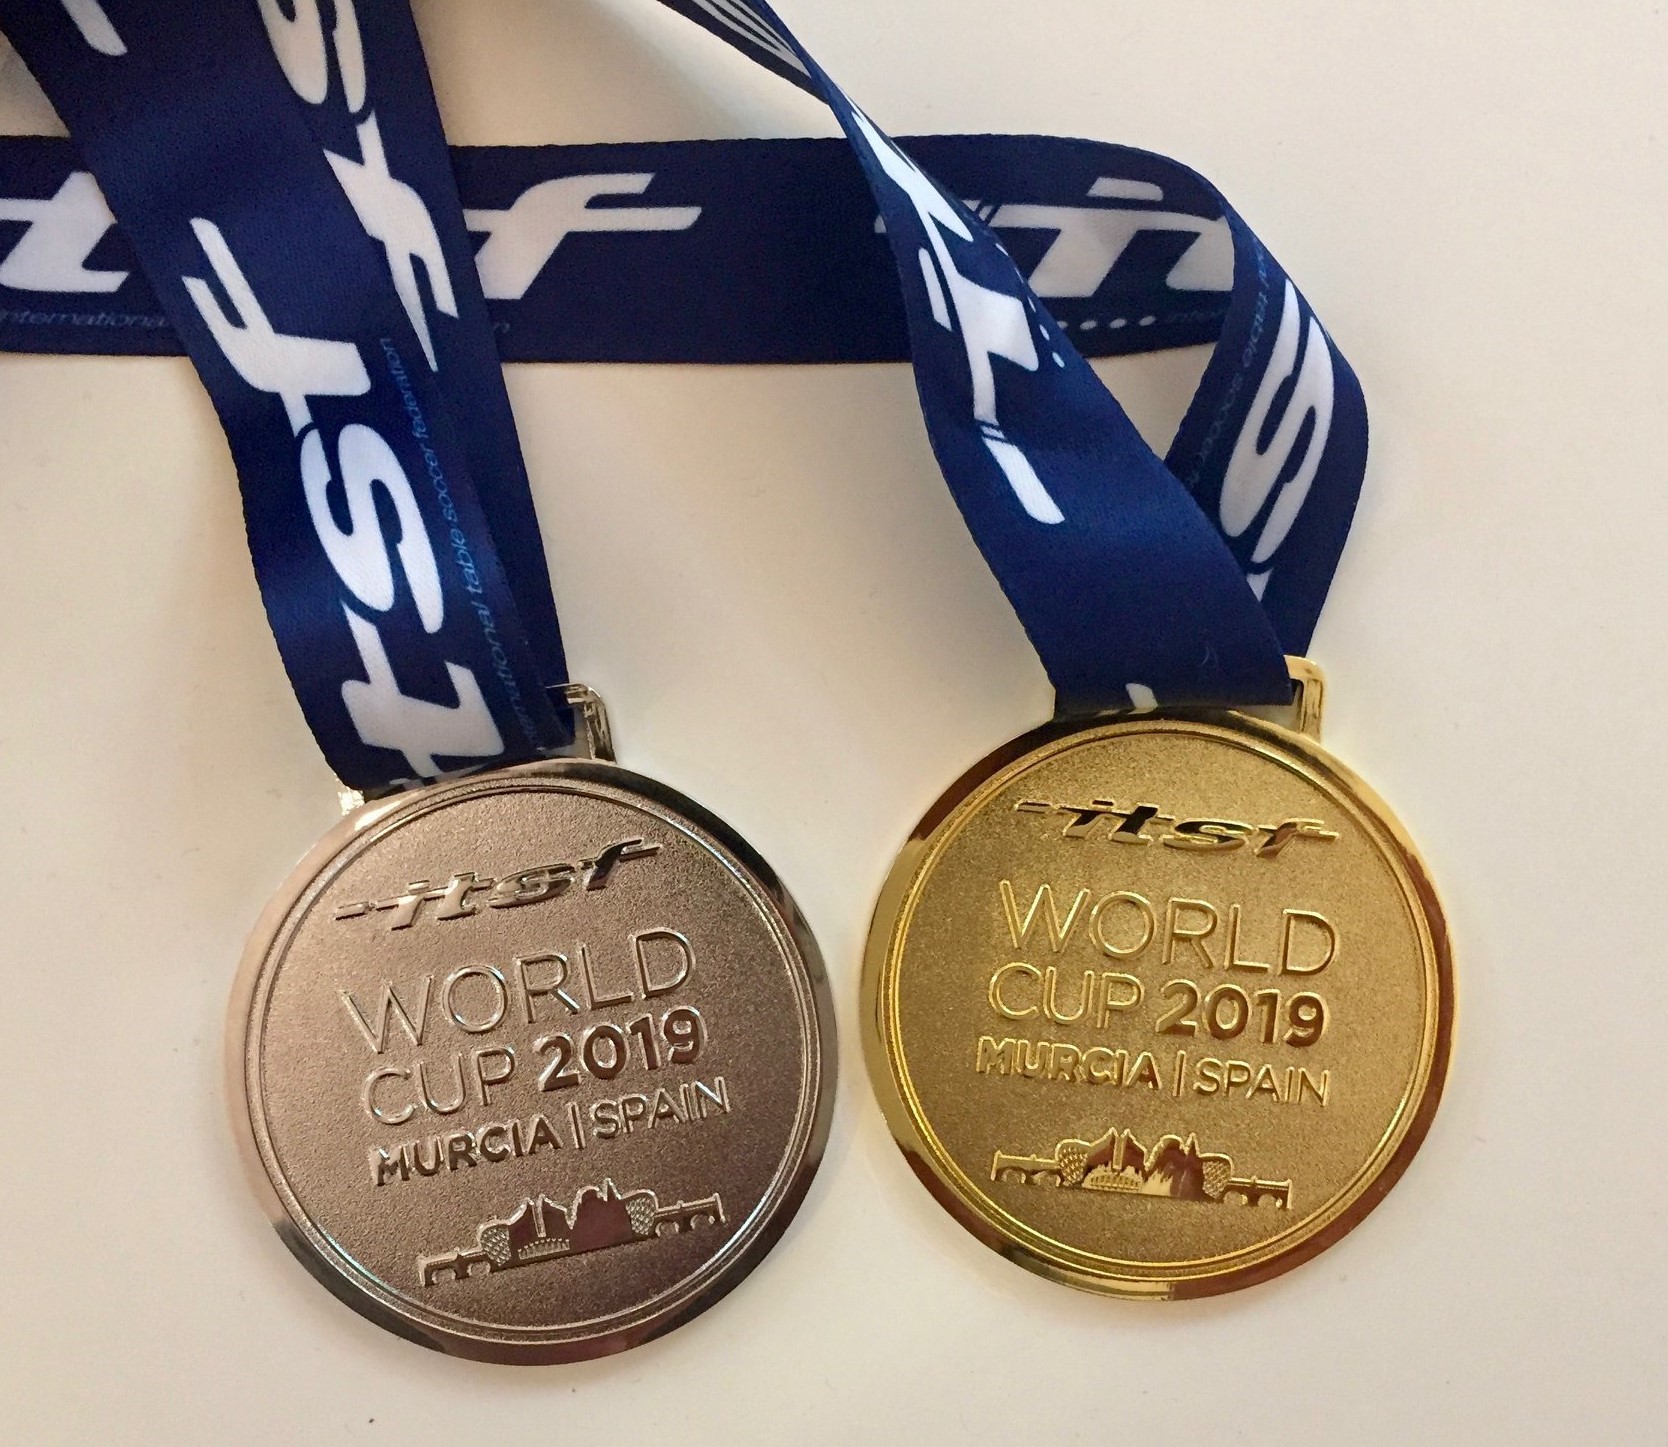 itsf
international table soccer federation
itsf
WORLD
CUP 2019
MURCIA | SPAIN
itsf
WORLD
CUP 2019
MURCIA | SPAIN